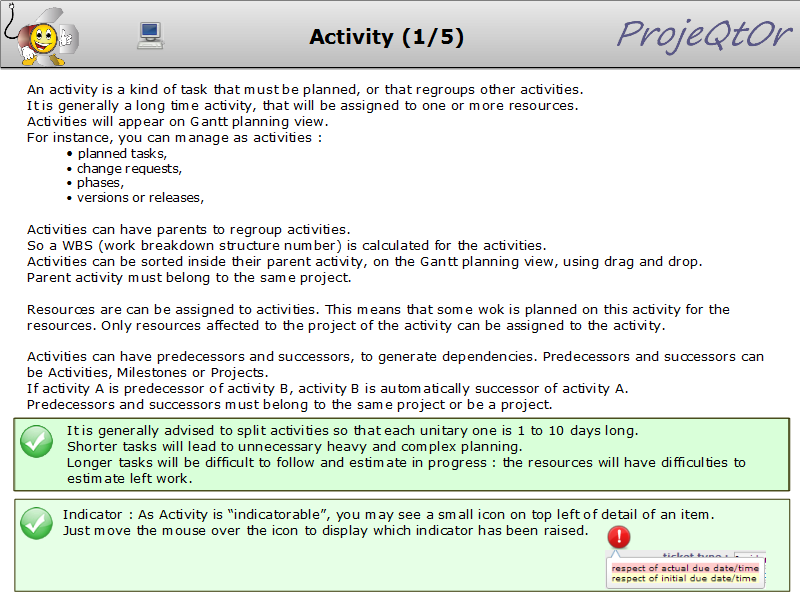 Activity (1/5)
ProjeQtOr
An activity is a kind of task that must be planned, or that regroups other activities.
It is generally a long time activity, that will be assigned to one or more resources.
Activities will appear on Gantt planning view.
For instance, you can manage as activities :
• planned tasks,
• change requests,
• phases,
• versions or releases,
Activities can have parents to regroup activities.
So a WBS (work breakdown structure number) is calculated for the activities.
Activities can be sorted inside their parent activity, on the Gantt planning view, using drag and drop.
Parent activity must belong to the same project.
Resources are can be assigned to activities. This means that some wok is planned on this activity for the
resources. Only resources affected to the project of the activity can be assigned to the activity.
Activities can have predecessors and successors, to generate dependencies. Predecessors and successors can
be Activities, Milestones or Projects.
If activity A is predecessor of activity B, activity B is automatically successor of activity A.
Predecessors and successors must belong to the same project or be a project.
It is generally advised to split activities so that each unitary one is 1 to 10 days long.
Shorter tasks will lead to unnecessary heavy and complex planning.
Longer tasks will be difficult to follow and estimate in progress : the resources will have difficulties to
estimate left work.
Indicator : As Activity is “indicatorable”, you may see a small icon on top left of detail of an item.
Just move the mouse over the icon to display which indicator has been raised.
ticket type :
respect of actual due date/time
respect of initial due date/time